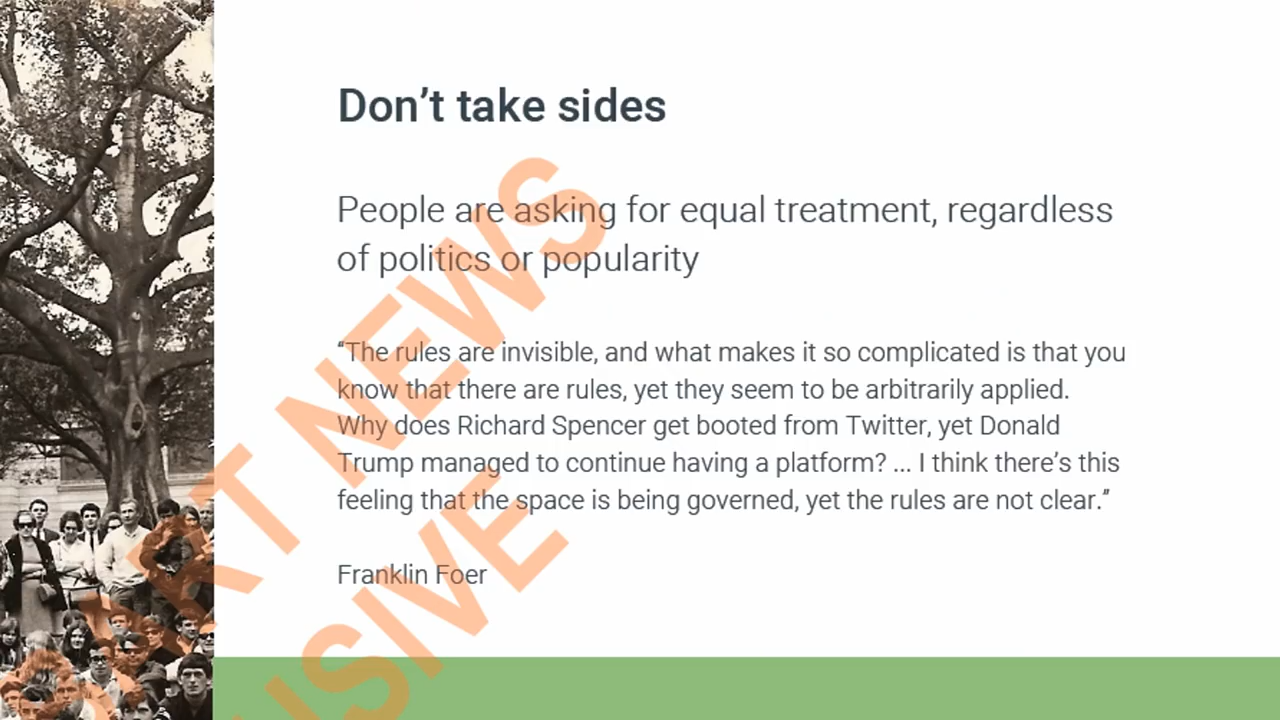 Don’t take sides
People are asking for equal treatment, regardless
of politics or popularity
“The rules are invisible, and what makes it so complicated is that you
know that there are rules, yet they seem to be arbitrarily applied.
Why does Richard Spencer get booted from Twitter, yet Donald
Trump managed to continue having a platform? ... I think there’s this
feeling that the space is being governed, yet the rules are not clear.”
Franklin Foer
ART NEWS
USIVE